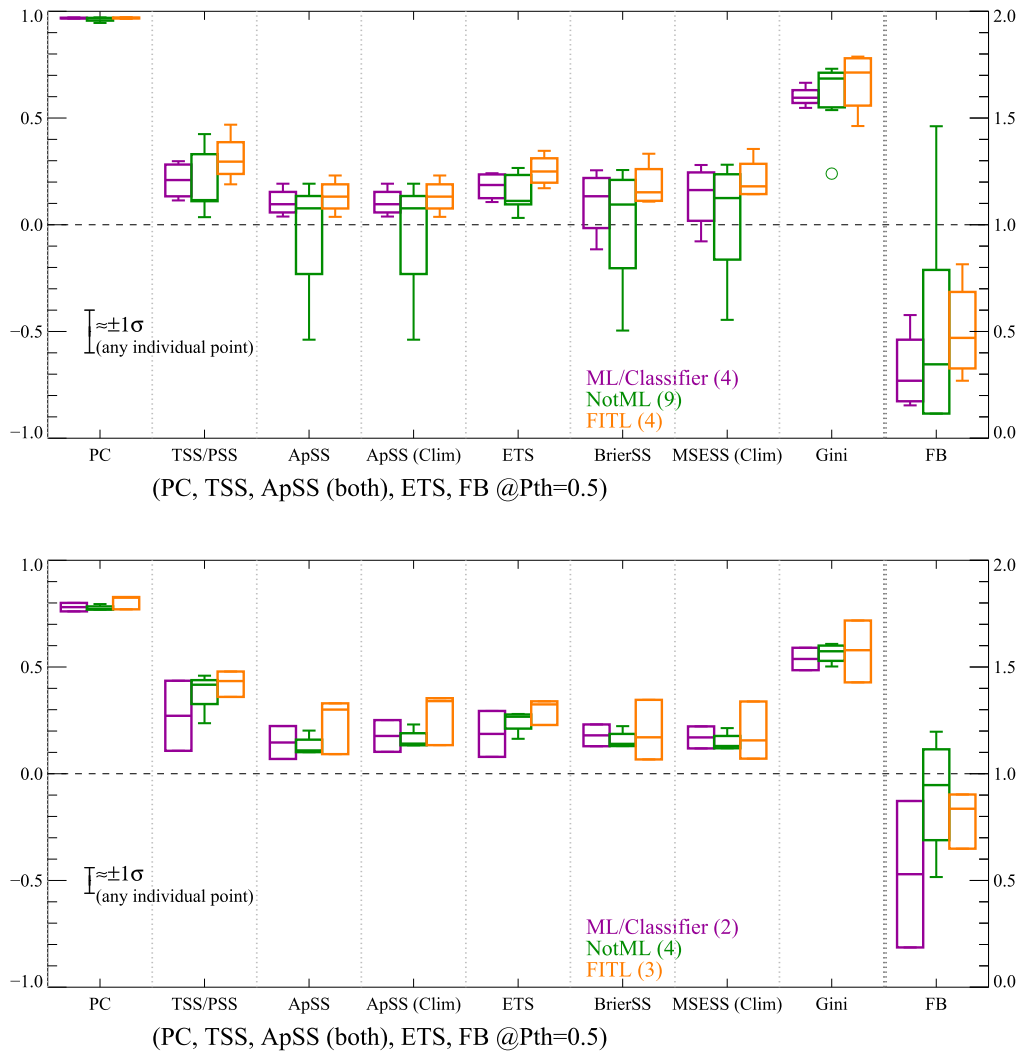 1.0
2.0
0.5
1.5
0.0
1.0
≈±1σ
(any individual point)
−0.5
0.5
ML/Classifier (4)
NotML (9)
FITL (4)
−1.0
0.0
PC TSS/PSS ApSS ApSS (Clim) ETS BrierSS MSESS (Clim) Gini FB
(PC, TSS, ApSS (both), ETS, FB @Pth=0.5)
1.0
2.0
0.5
1.5
0.0
1.0
≈±1σ
(any individual point)
−0.5
0.5
ML/Classifier (2)
NotML (4)
FITL (3)
−1.0
0.0
PC TSS/PSS ApSS ApSS (Clim) ETS BrierSS MSESS (Clim) Gini FB
(PC, TSS, ApSS (both), ETS, FB @Pth=0.5)